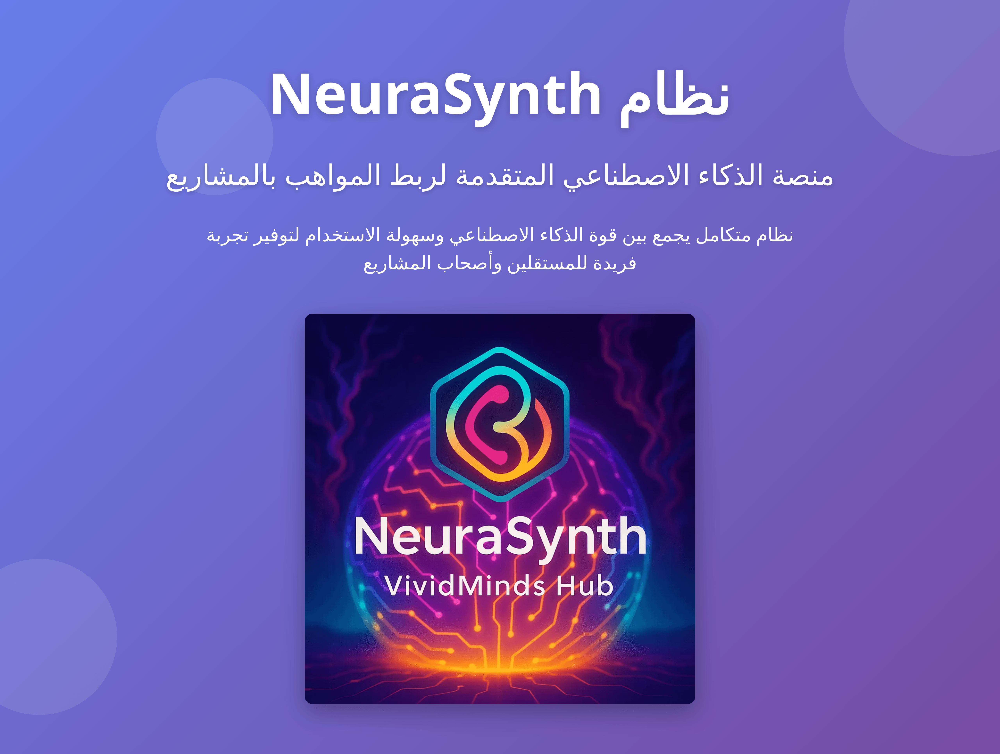 نظام NeuraSynth
منصة الذكاء الاصطناعي المتقدمة لربط المواهب بالمشاريع
نظام متكامل يجمع بين قوة الذكاء الاصطناعي وسهولة الاستخدام لتوفير تجربة
فريدة للمستقلين وأصحاب المشاريع
NeuraSynth
VividMinds Hub